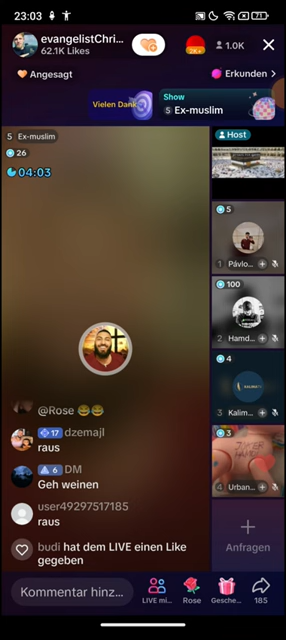 23:03
71
evangelistChri...
62.1K Likes
2K+
1.0K
Angesagt
Erkunden
Vielen Dank
Show
5 Ex-muslim
5 Ex-muslim
26
04:03
Host
5
1 Pávlo...
100
2 Hamd...
4
3 Kalim...
3
4 Urban...
Anfragen
@Rose 😂😂
17 dzemajl
raus
6 DM
Geh weinen
user49297517185
raus
budi hat dem LIVE einen Like
gegeben
Kommentar hinz...
LIVE mi...
Rose
Gesche...
185